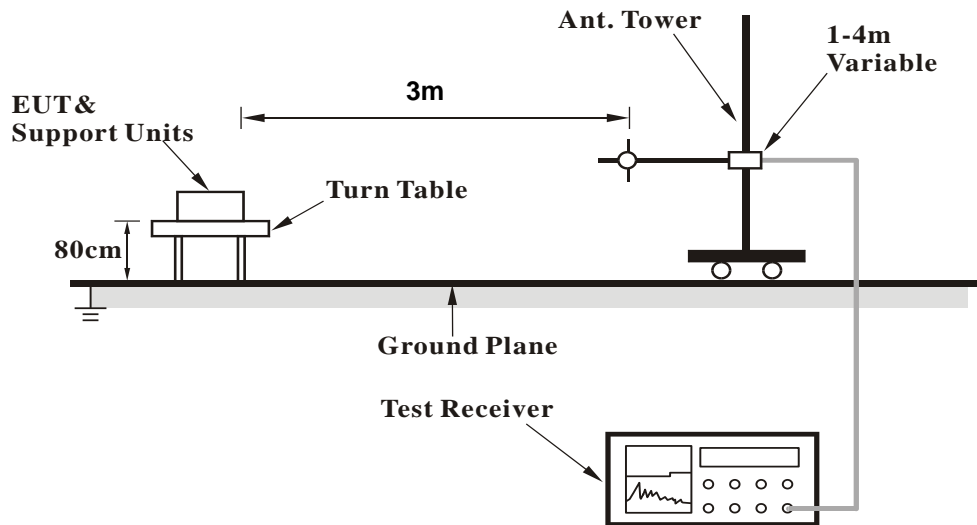 Ant. Tower
1-4m
Variable
3m
EUT&
Support Units
Turn Table
80cm
Ground Plane
Test Receiver